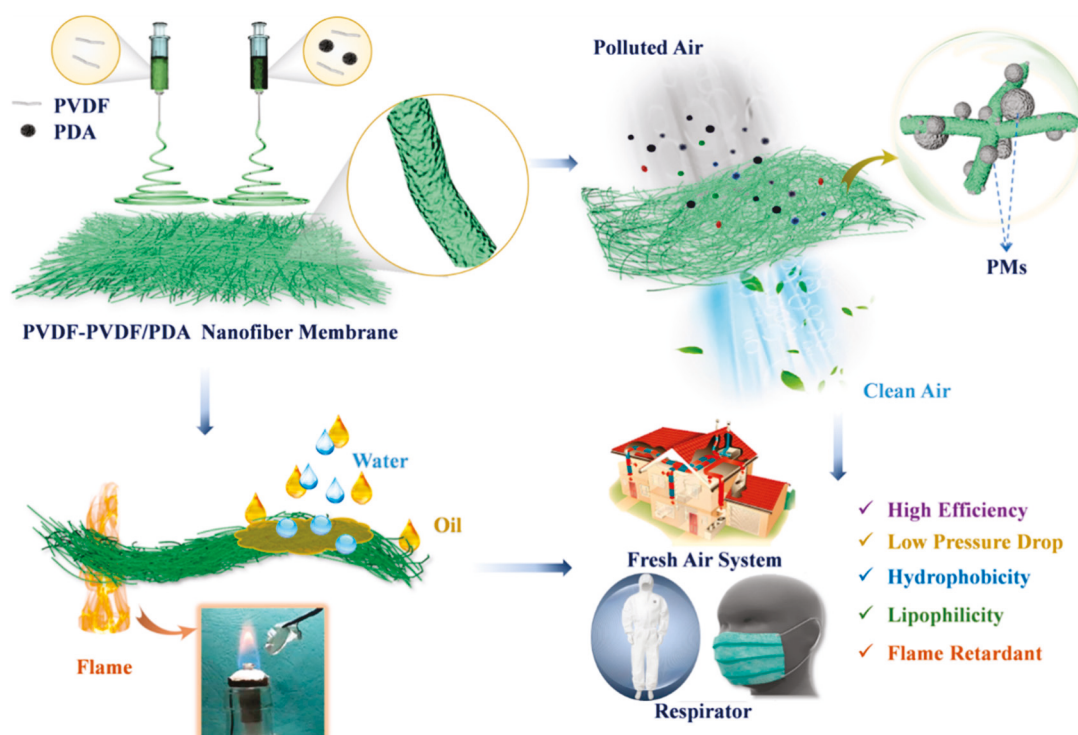 PVDF
PDA
PVDF-PVDF/PDA Nanofiber Membrane
Polluted Air
PMs
Clean Air
Water
Oil
Flame
Fresh Air System
Respirator
✓ High Efficiency
✓ Low Pressure Drop
✓ Hydrophobicity
✓ Lipophilicity
✓ Flame Retardant